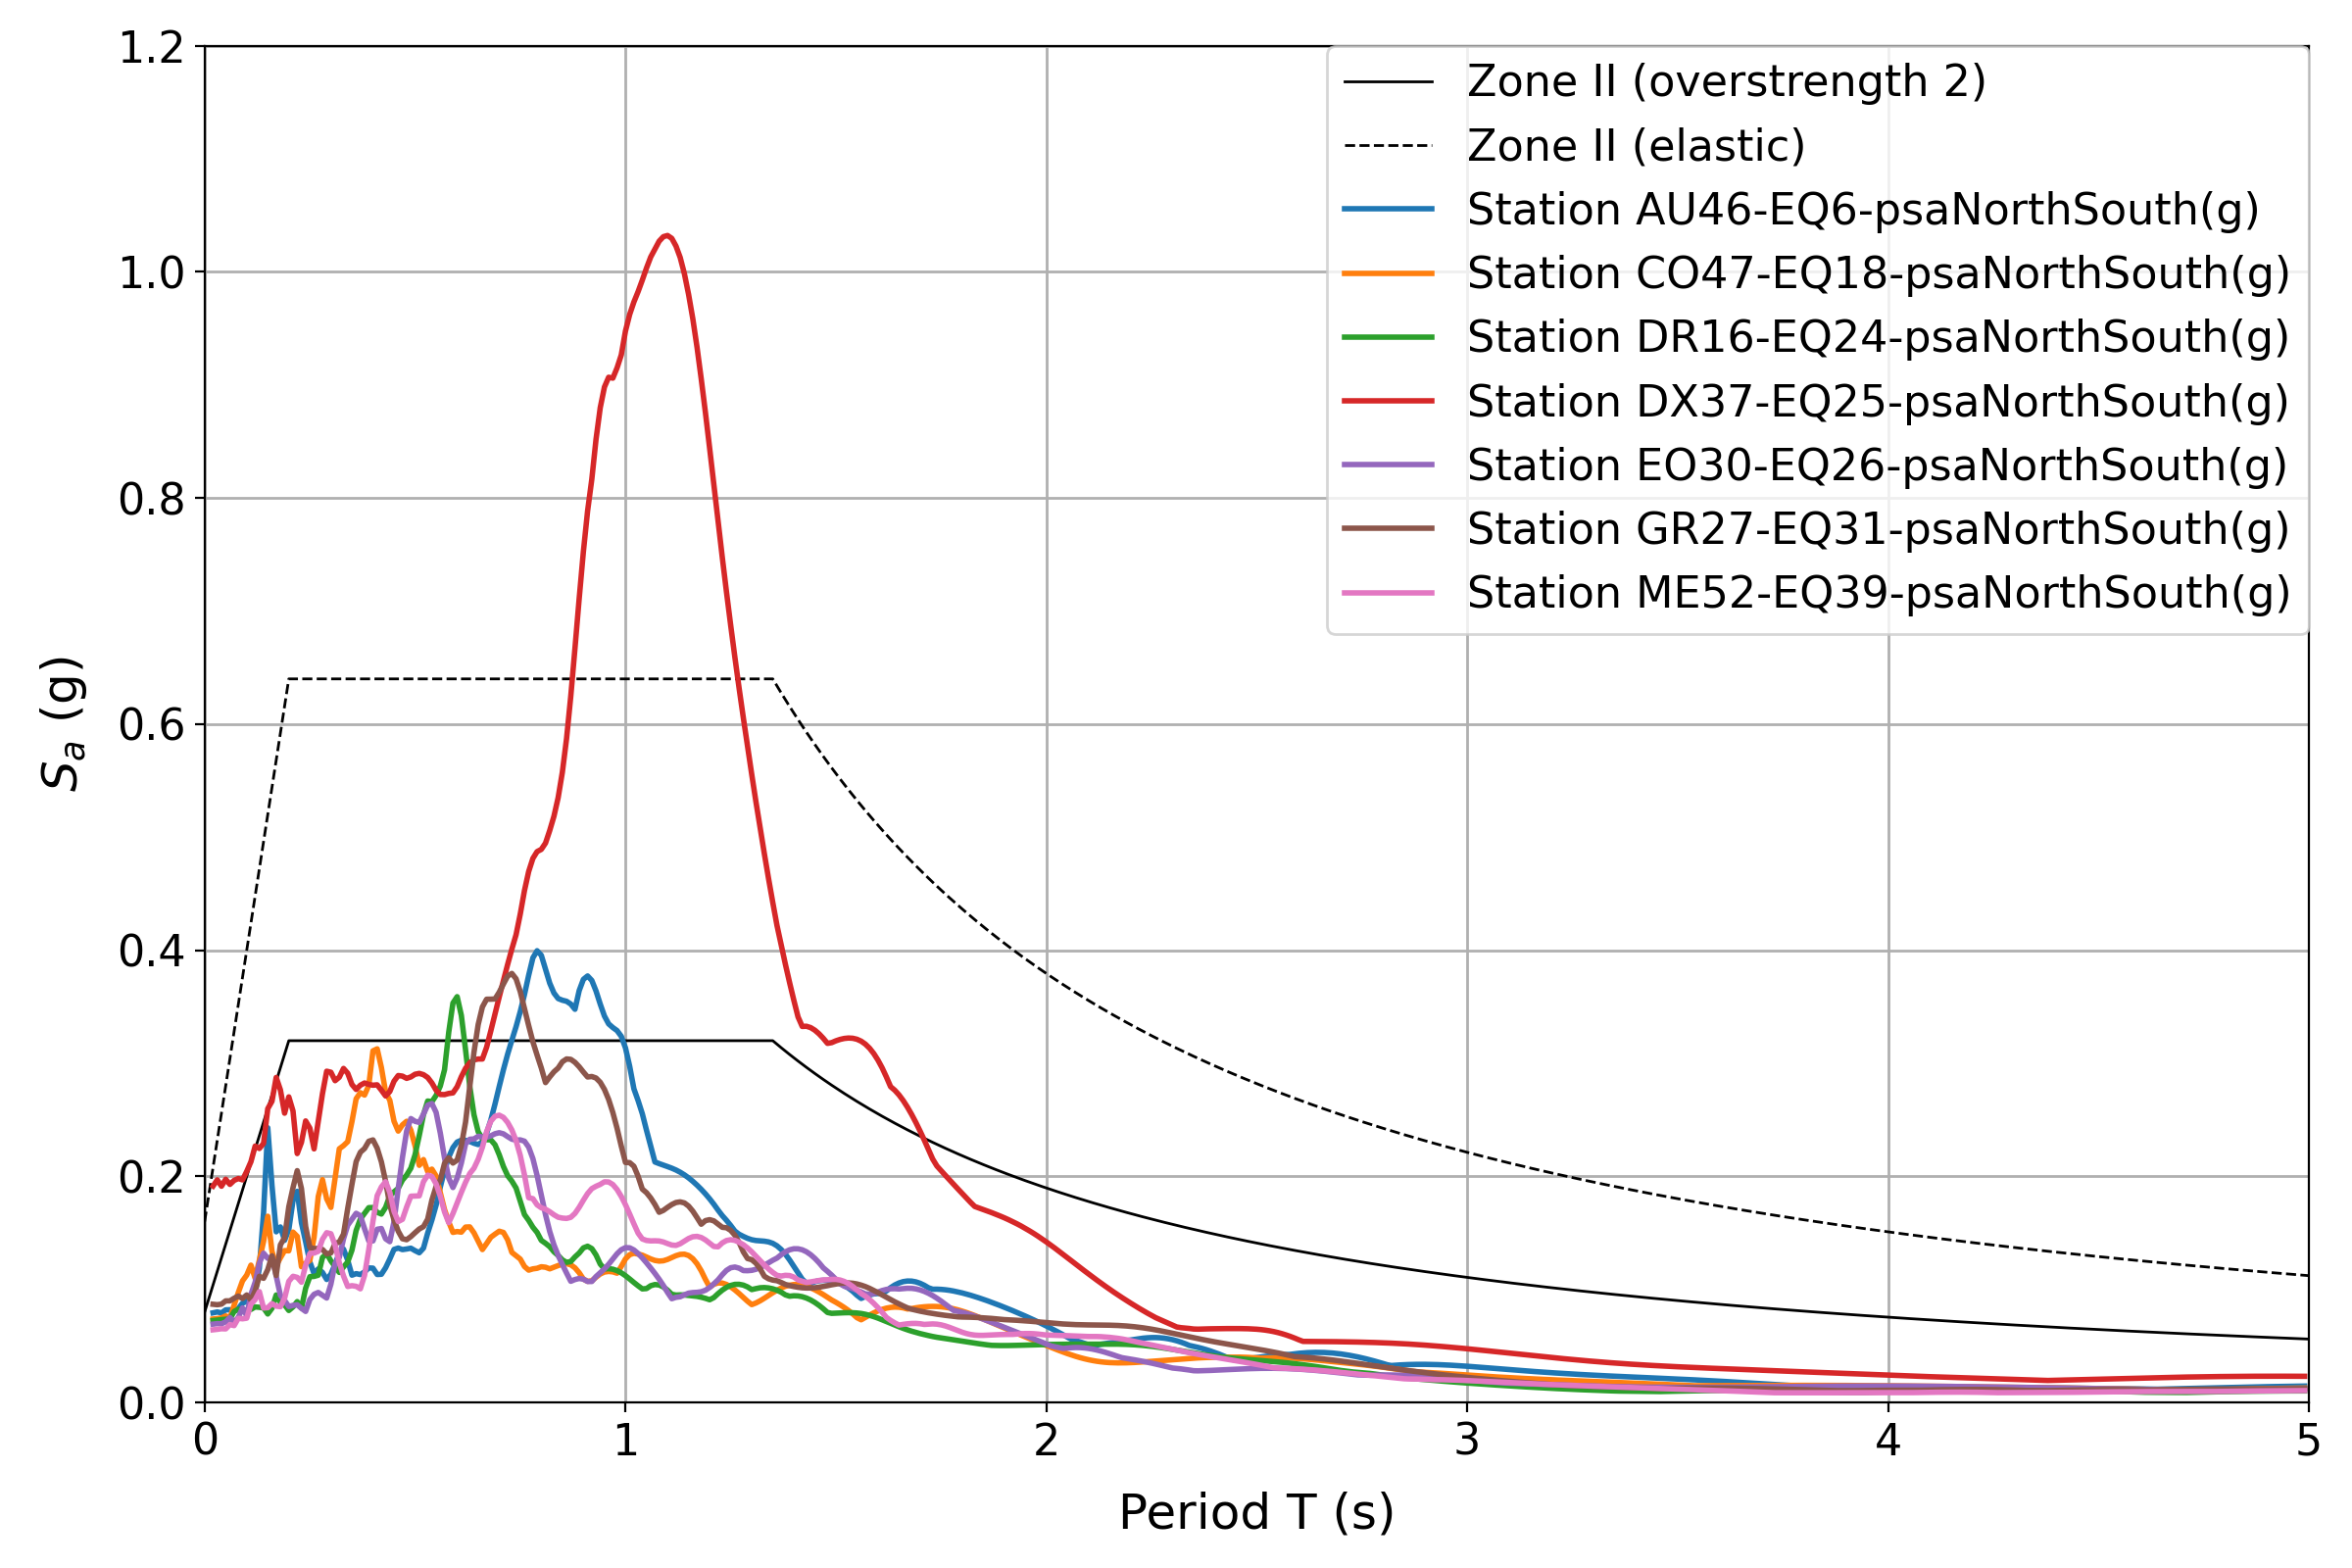 1.2
1.0
0.8
0.6
0.4
0.2
0.0
S_a (g)
0 1 2 3 4 5
Period T (s)
Zone II (overstrength 2)
Zone II (elastic)
Station AU46-EQ6-psaNorthSouth(g)
Station CO47-EQ18-psaNorthSouth(g)
Station DR16-EQ24-psaNorthSouth(g)
Station DX37-EQ25-psaNorthSouth(g)
Station EO30-EQ26-psaNorthSouth(g)
Station GR27-EQ31-psaNorthSouth(g)
Station ME52-EQ39-psaNorthSouth(g)